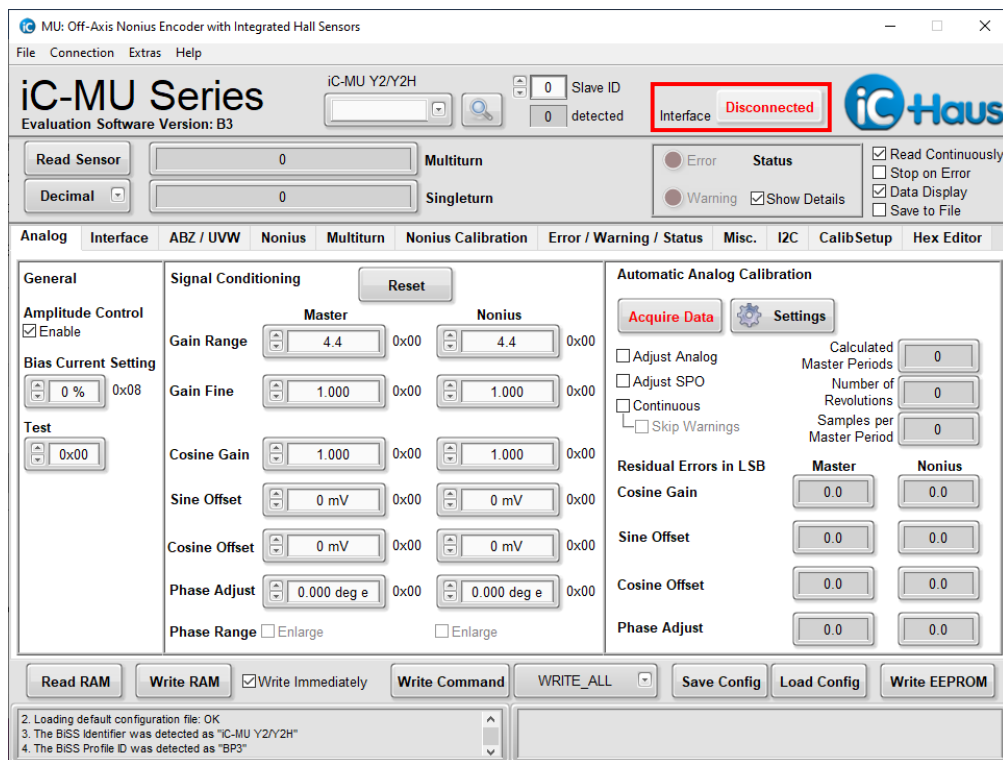 MU: Off-Axis Nonius Encoder with Integrated Hall Sensors
File Connection Extras Help
iC-MU Series
Evaluation Software Version: B3
iC-MU Y2/Y2H
0 Slave ID
0 detected
Interface Disconnected
iC Haus
Read Sensor 0 Multiturn
Decimal 0 Singleturn
Error Status
Warning Show Details
Read Continuously
Stop on Error
Data Display
Save to File
Analog Interface ABZ / UVW Nonius Multiturn Nonius Calibration Error / Warning / Status Misc. I2C CalibSetup Hex Editor
General
Amplitude Control
Enable
Bias Current Setting
0 % 0x08
Test
0x00
Signal Conditioning Reset
Master Nonius
Gain Range 4.4 0x00 4.4 0x00
Gain Fine 1.000 0x00 1.000 0x00
Cosine Gain 1.000 0x00 1.000 0x00
Sine Offset 0 mV 0x00 0 mV 0x00
Cosine Offset 0 mV 0x00 0 mV 0x00
Phase Adjust 0.000 deg e 0x00 0.000 deg e 0x00
Phase Range Enlarge Enlarge
Automatic Analog Calibration
Acquire Data Settings
Adjust Analog
Adjust SPO
Continuous
Skip Warnings
Calculated
Master Periods 0
Number of
Revolutions 0
Samples per
Master Period 0
Residual Errors in LSB Master Nonius
Cosine Gain 0.0 0.0
Sine Offset 0.0 0.0
Cosine Offset 0.0 0.0
Phase Adjust 0.0 0.0
Read RAM Write RAM Write Immediately Write Command WRITE_ALL Save Config Load Config Write EEPROM
2. Loading default configuration file: OK
3. The BiSS Identifier was detected as "iC-MU Y2/Y2H"
4. The BiSS Profile ID was detected as "BP3"